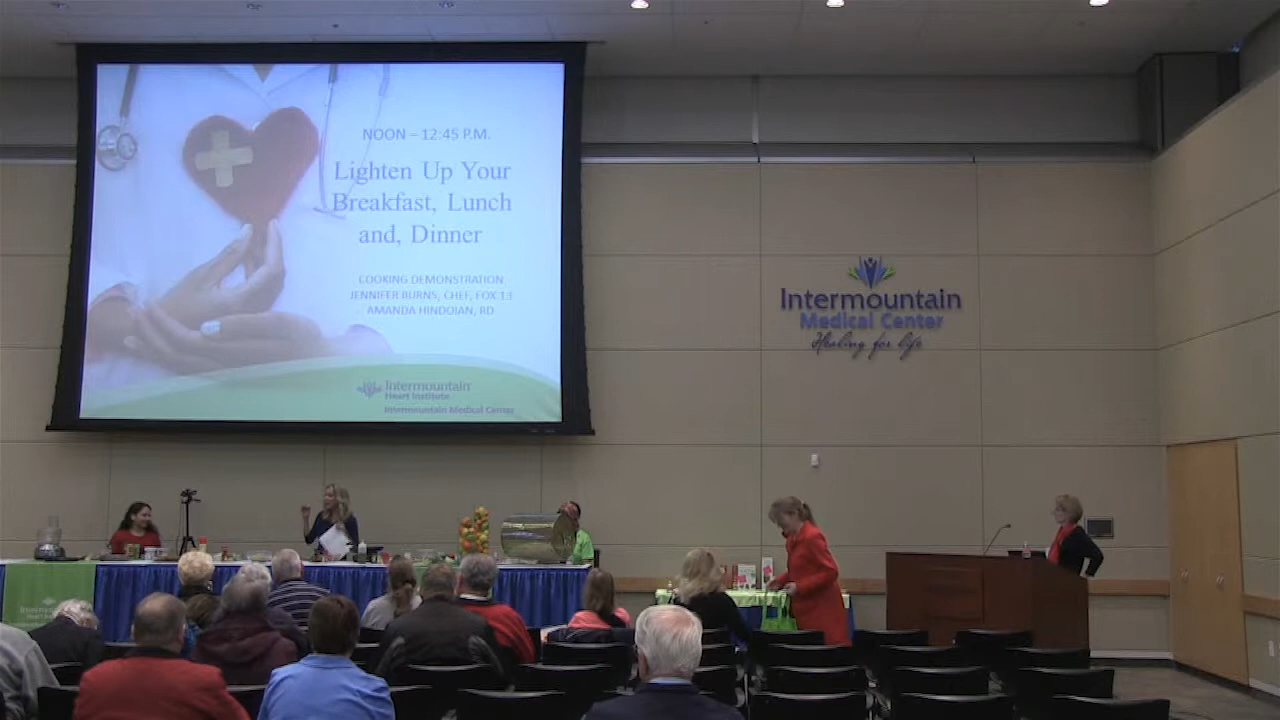 NOON – 12:45 P.M.
Lighten Up Your
Breakfast, Lunch
and, Dinner
COOKING DEMONSTRATION
JENNIFER BURNS, CHEF, FOX 13
AMANDA HINDOIAN, RD
Intermountain
Heart Institute
Intermountain Medical Center
Intermountain
Medical Center
Healing for life